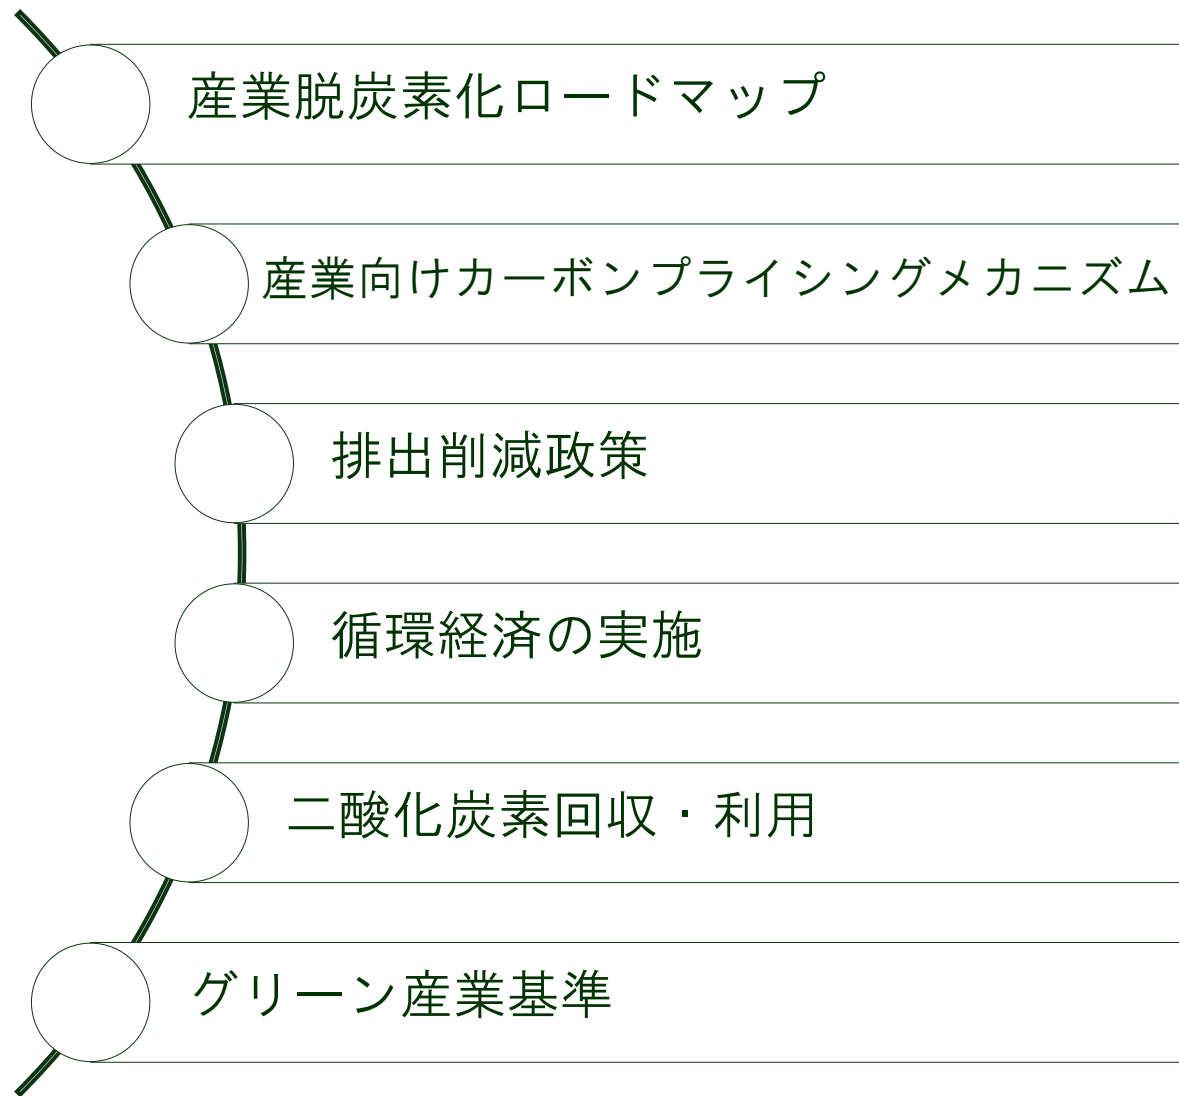 産業脱炭素化ロードマップ
産業向けカーボンプライシングメカニズム
排出削減政策
循環経済の実施
二酸化炭素回収・利用
グリーン産業基準